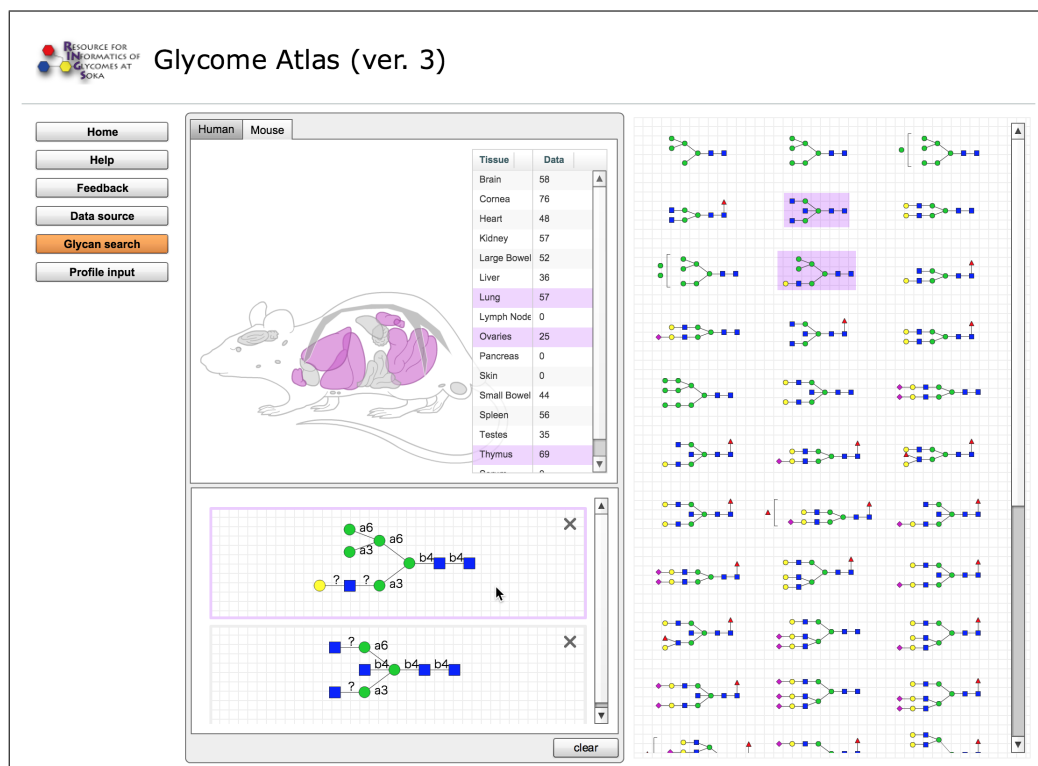 RESOURCE FOR
INFORMATICS OF
GLYCOMES AT
SOKA
Glycome Atlas (ver. 3)
Home
Help
Feedback
Data source
Glycan search
Profile input
Human Mouse
Tissue Data
Brain 58
Cornea 76
Heart 48
Kidney 57
Large Bowel 52
Liver 36
Lung 57
Lymph Node 0
Ovaries 25
Pancreas 0
Skin 0
Small Bowel 44
Spleen 56
Testes 35
Thymus 69
a6
a3 a6
b4 b4
? ? a3
? a6
b4 b4 b4
? a3
clear